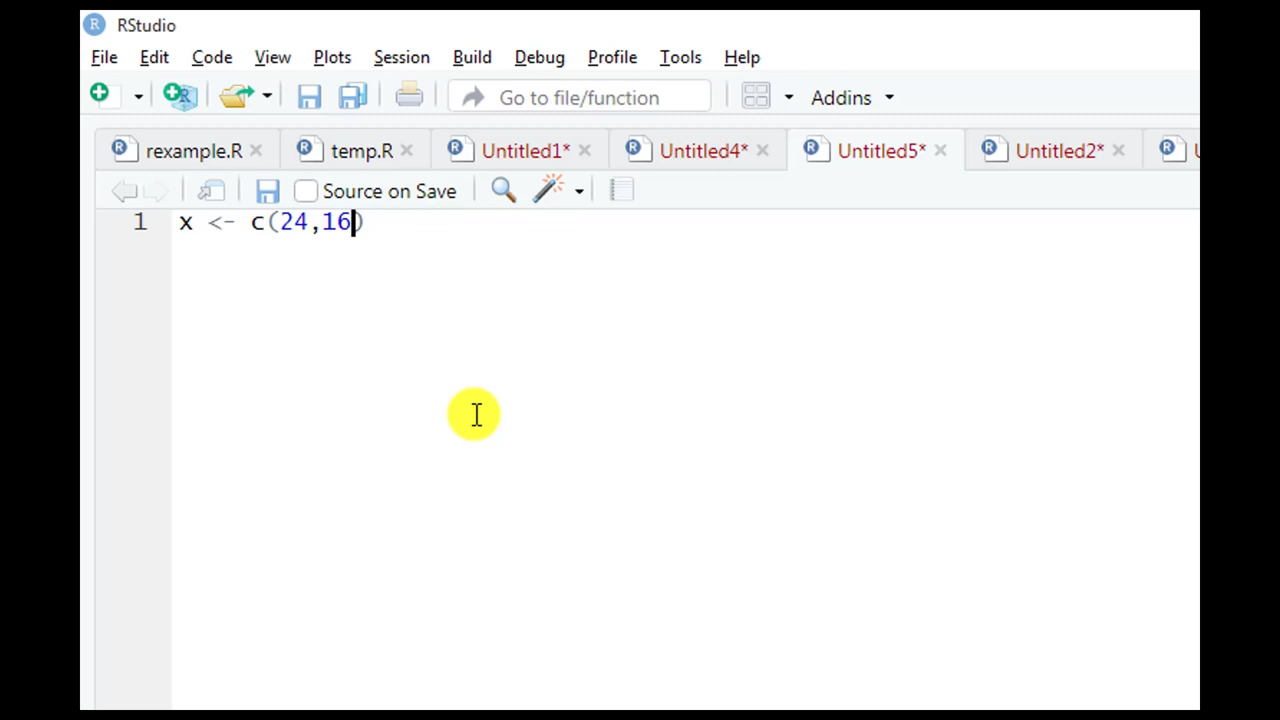 R RStudio
File Edit Code View Plots Session Build Debug Profile Tools Help
Go to file/function Addins
rexample.R temp.R Untitled1* Untitled4* Untitled5* Untitled2*
Source on Save
1 x <- c(24,16)